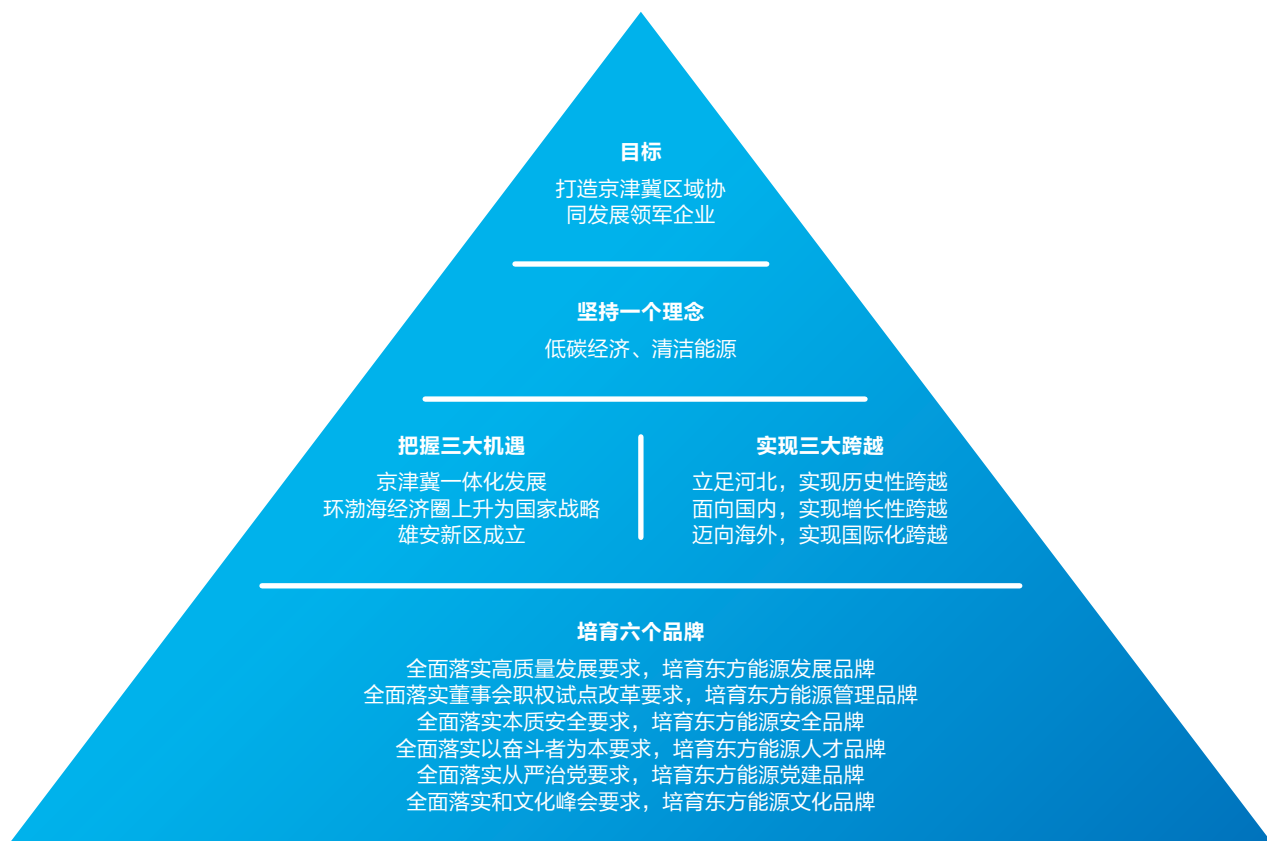 目标
打造京津冀区域协
同发展领军企业
坚持一个理念
低碳经济、清洁能源
把握三大机遇
京津冀一体化发展
环渤海经济圈上升为国家战略
雄安新区成立
实现三大跨越
立足河北，实现历史性跨越
面向国内，实现增长性跨越
迈向海外，实现国际化跨越
培育六个品牌
全面落实高质量发展要求，培育东方能源发展品牌
全面落实董事会职权试点改革要求，培育东方能源管理品牌
全面落实本质安全要求，培育东方能源安全品牌
全面落实以奋斗者为本要求，培育东方能源人才品牌
全面落实从严治党要求，培育东方能源党建品牌
全面落实和文化峰会要求，培育东方能源文化品牌